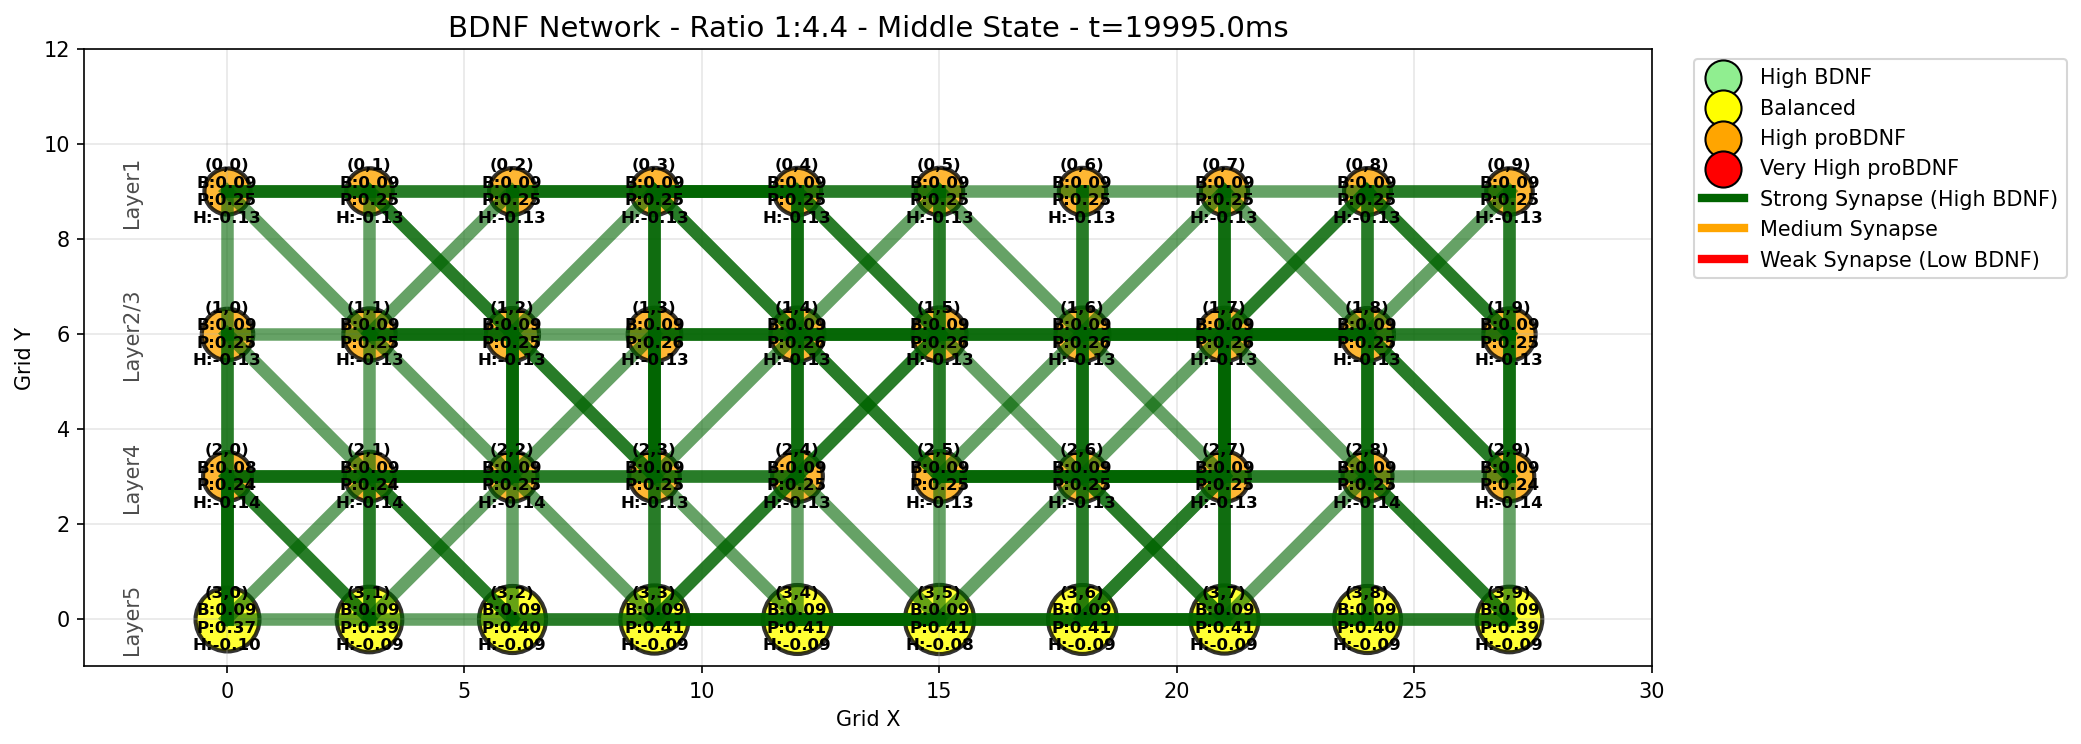 BDNF Network - Ratio 1:4.4 - Middle State - t=19995.0ms
12
10
8
6
4
2
0
Grid Y
Layer1
(0,0) (0,1) (0,2) (0,3) (0,4) (0,5) (0,6) (0,7) (0,8) (0,9)
B:0.09 B:0.09 B:0.09 B:0.09 B:0.09 B:0.09 B:0.09 B:0.09 B:0.09 B:0.09
P:0.25 P:0.25 P:0.25 P:0.25 P:0.25 P:0.25 P:0.25 P:0.25 P:0.25 P:0.25
H:-0.13 H:-0.13 H:-0.13 H:-0.13 H:-0.13 H:-0.13 H:-0.13 H:-0.13 H:-0.13 H:-0.13
Layer2/3
(1,0) (1,1) (1,2) (1,3) (1,4) (1,5) (1,6) (1,7) (1,8) (1,9)
B:0.09 B:0.09 B:0.09 B:0.09 B:0.09 B:0.09 B:0.09 B:0.09 B:0.09 B:0.09
P:0.25 P:0.25 P:0.25 P:0.26 P:0.26 P:0.26 P:0.26 P:0.26 P:0.25 P:0.25
H:-0.13 H:-0.13 H:-0.13 H:-0.13 H:-0.13 H:-0.13 H:-0.13 H:-0.13 H:-0.13 H:-0.13
Layer4
(2,0) (2,1) (2,2) (2,3) (2,4) (2,5) (2,6) (2,7) (2,8) (2,9)
B:0.08 B:0.09 B:0.09 B:0.09 B:0.09 B:0.09 B:0.09 B:0.09 B:0.09 B:0.09
P:0.24 P:0.24 P:0.25 P:0.25 P:0.25 P:0.25 P:0.25 P:0.25 P:0.25 P:0.24
H:-0.14 H:-0.14 H:-0.14 H:-0.13 H:-0.13 H:-0.13 H:-0.13 H:-0.13 H:-0.14 H:-0.14
Layer5
(3,0) (3,1) (3,2) (3,3) (3,4) (3,5) (3,6) (3,7) (3,8) (3,9)
B:0.09 B:0.09 B:0.09 B:0.09 B:0.09 B:0.09 B:0.09 B:0.09 B:0.09 B:0.09
P:0.37 P:0.39 P:0.40 P:0.41 P:0.41 P:0.41 P:0.41 P:0.41 P:0.40 P:0.39
H:-0.10 H:-0.09 H:-0.09 H:-0.09 H:-0.09 H:-0.08 H:-0.09 H:-0.09 H:-0.09 H:-0.09
0 5 10 15 20 25 30
Grid X
High BDNF
Balanced
High proBDNF
Very High proBDNF
Strong Synapse (High BDNF)
Medium Synapse
Weak Synapse (Low BDNF)